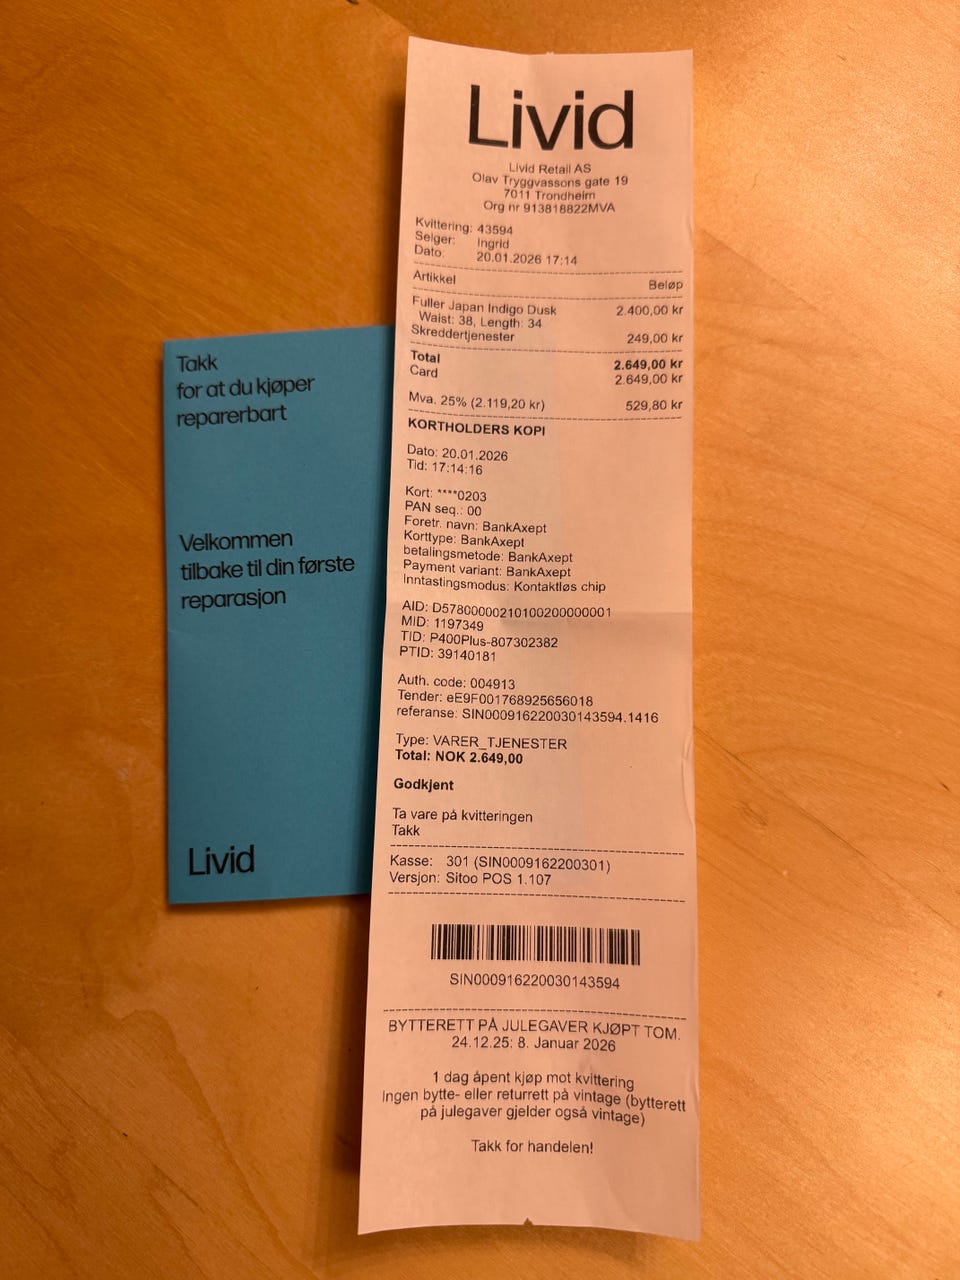 Takk
for at du kjøper
reparerbart
Velkommen
tilbake til din første
reparasjon
Livid
Livid
Livid Retail AS
Olav Tryggvassons gate 19
7011 Trondheim
Org nr 913818822MVA
Kvittering: 43594
Selger: Ingrid
Dato: 20.01.2026 17:14
Artikkel Beløp
Fuller Japan Indigo Dusk 2.400,00 kr
Waist: 38, Length: 34
Skreddertjenester 249,00 kr
Total 2.649,00 kr
Card 2.649,00 kr
Mva. 25% (2.119,20 kr) 529,80 kr
KORTHOLDERS KOPI
Dato: 20.01.2026
Tid: 17:14:16
Kort: ****0203
PAN seq.: 00
Foretr. navn: BankAxept
Korttype: BankAxept
betalingsmetode: BankAxept
Payment variant: BankAxept
Inntastingsmodus: Kontaktløs chip
AID: D5780000021010020000000​1
MID: 1197349
TID: P400Plus-807302382
PTID: 39140181
Auth. code: 004913
Tender: eE9F001768925656018
referanse: SIN000916220030143594.1416
Type: VARER_TJENESTER
Total: NOK 2.649,00
Godkjent
Ta vare på kvitteringen
Takk
Kasse: 301 (SIN0009162200301)
Versjon: Sitoo POS 1.107
SIN000916220030143594
BYTTERETT PÅ JULEGAVER KJØPT TOM.
24.12.25: 8. Januar 2026
1 dag åpent kjøp mot kvittering
Ingen bytte- eller returrett på vintage (bytterett
på julegaver gjelder også vintage)
Takk for handelen!